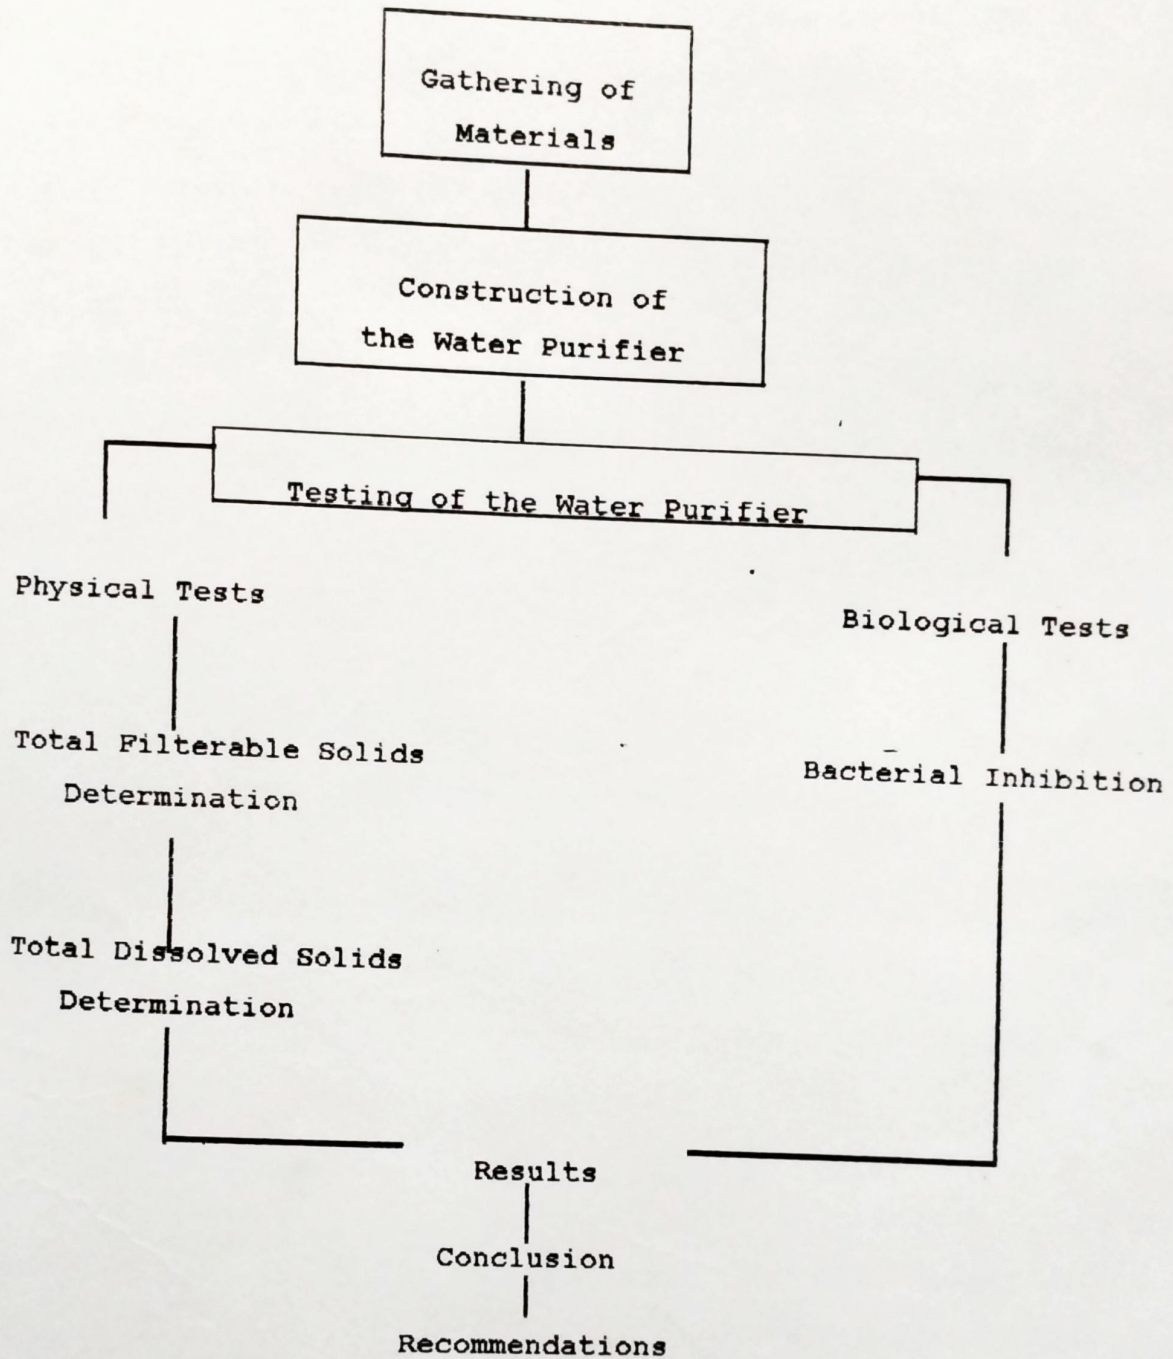 Gathering of
Materials
Construction of
the Water Purifier
Testing of the Water Purifier
Physical Tests
Biological Tests
Total Filterable Solids
Determination
Bacterial Inhibition
Total Dissolved Solids
Determination
Results
Conclusion
Recommendations